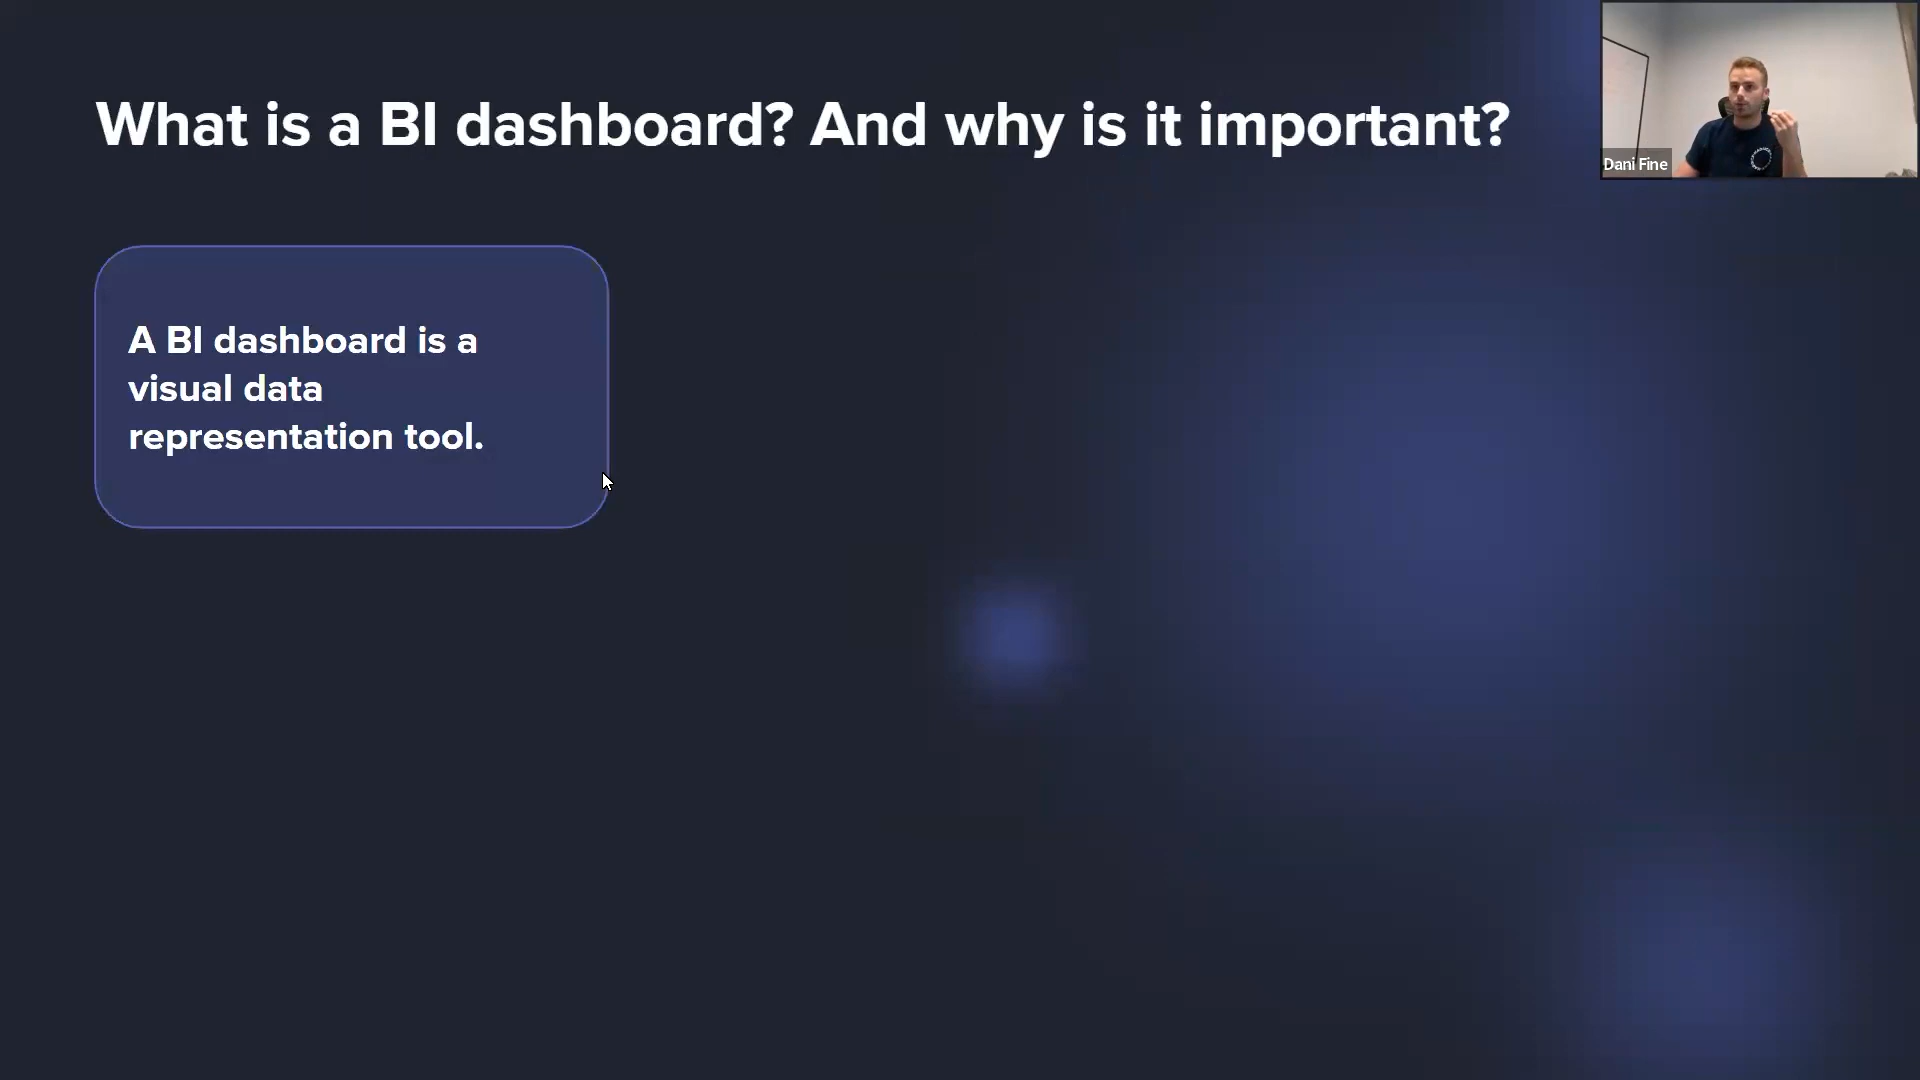 What is a BI dashboard? And why is it important?
Dani Fine
A BI dashboard is a
visual data
representation tool.